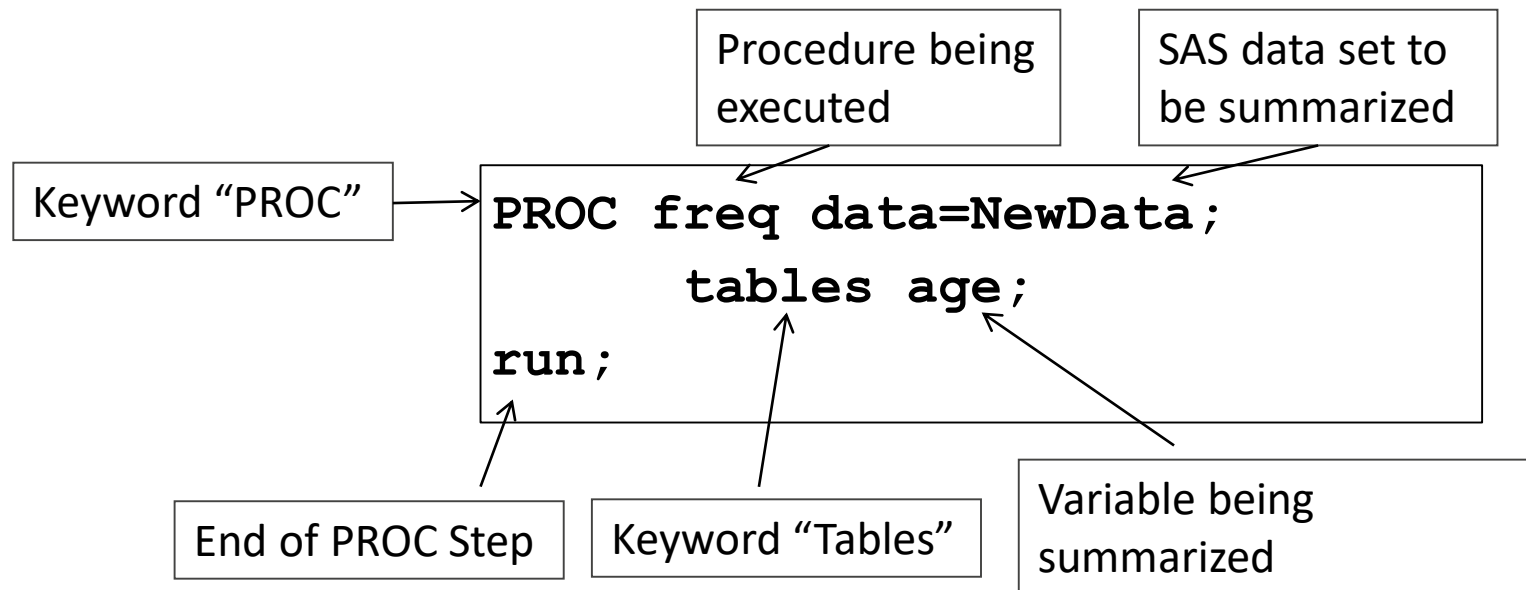 Procedure being
executed
SAS data set to
be summarized
Keyword “PROC”
PROC freq data=NewData;
tables age;
run;
End of PROC Step
Keyword “Tables”
Variable being
summarized